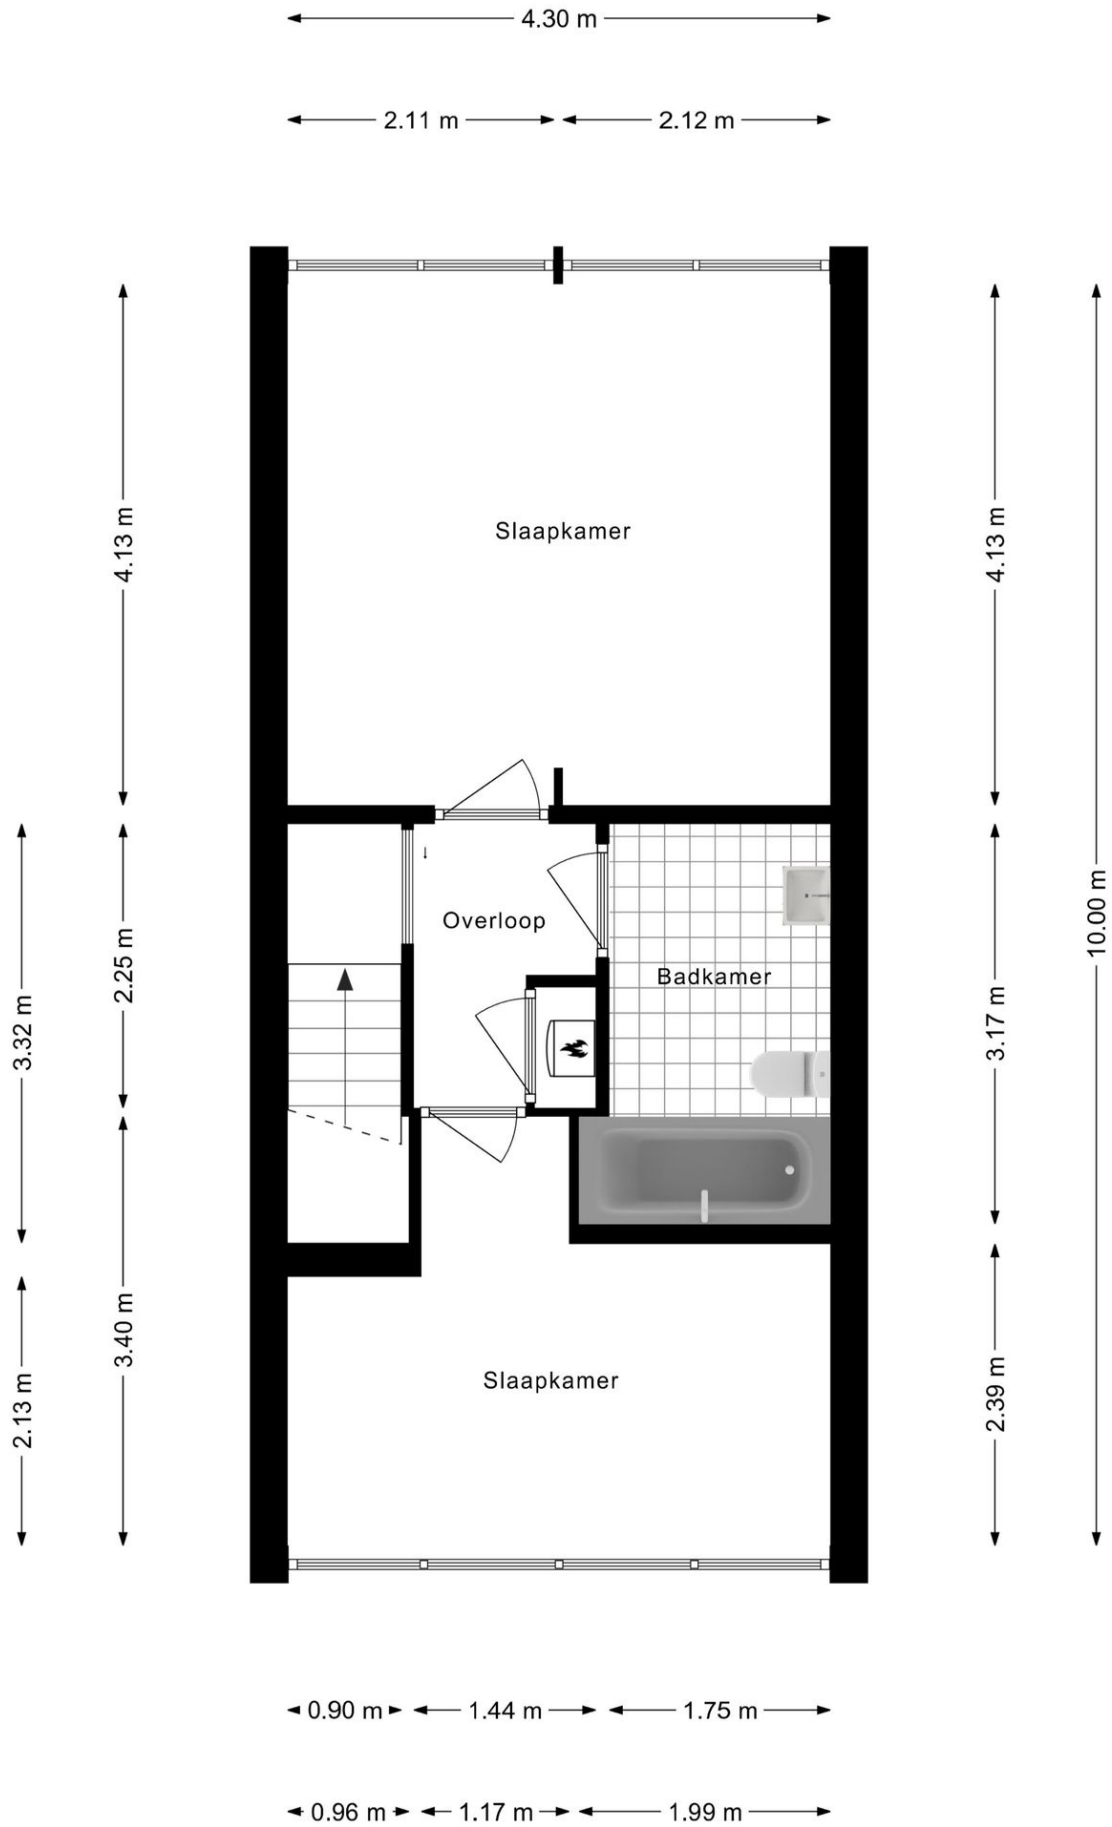 4.30 m
2.11 m
2.12 m
4.13 m
4.13 m
Slaapkamer
10.00 m
Overloop
2.25 m
Badkamer
3.32 m
3.17 m
3.40 m
Slaapkamer
2.13 m
2.39 m
0.90 m
1.44 m
1.75 m
0.96 m
1.17 m
1.99 m